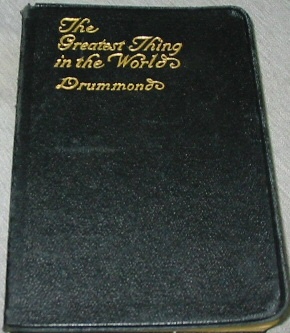 The
Greatest Thing
in the World
Drummond